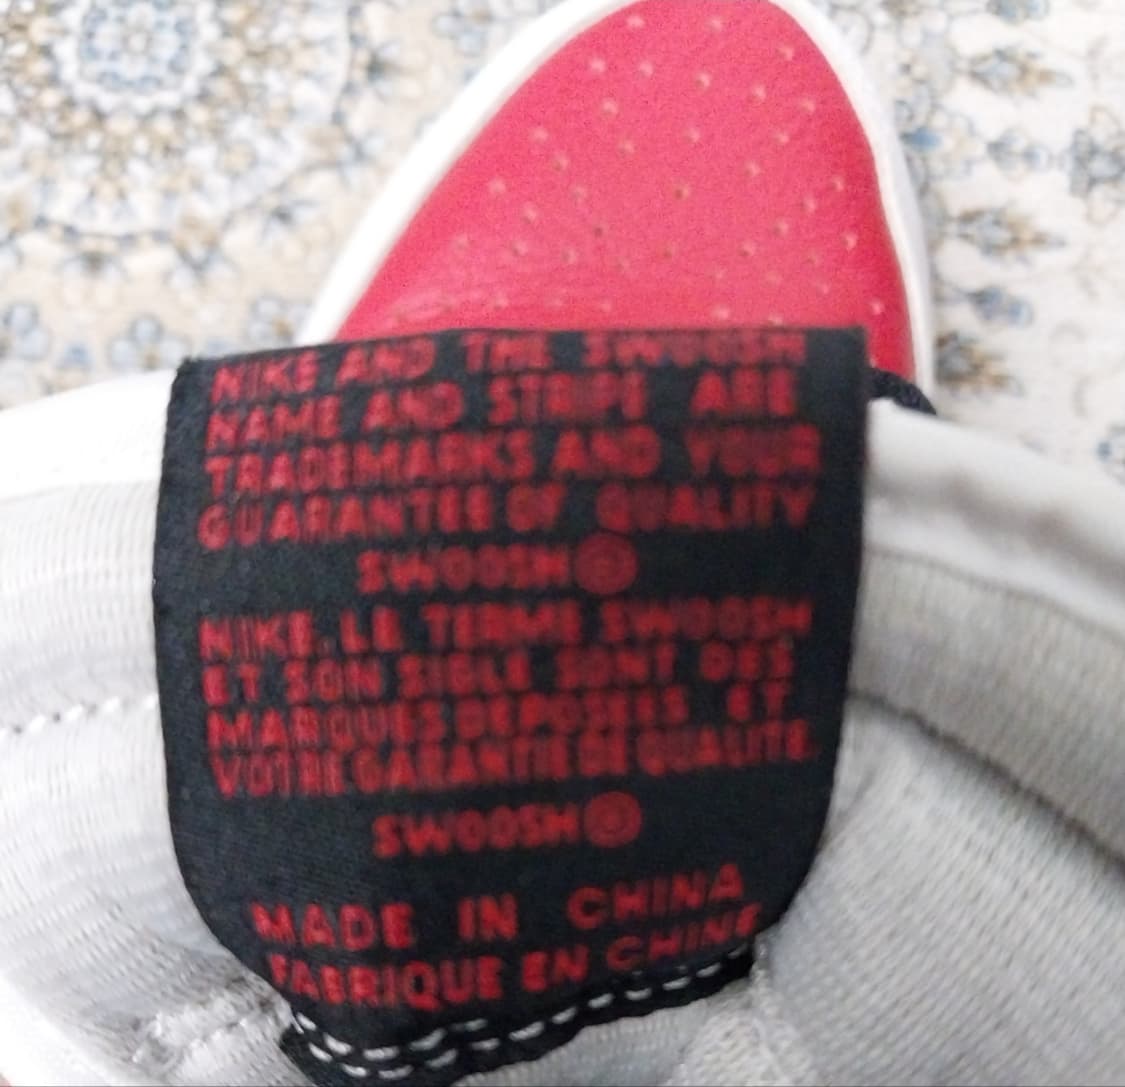 NIKE AND THE SWOOSH
NAME AND STRIPE ARE
TRADEMARKS AND YOUR
GUARANTEE OF QUALITY
SWOOSH®
NIKE. LE TERME SWOOSH
ET SON SIGLE SONT DES
MARQUES DEPOSEES ET
VOTRE GARANTIE DE QUALITE.
SWOOSH®
MADE IN CHINA
FABRIQUE EN CHINE